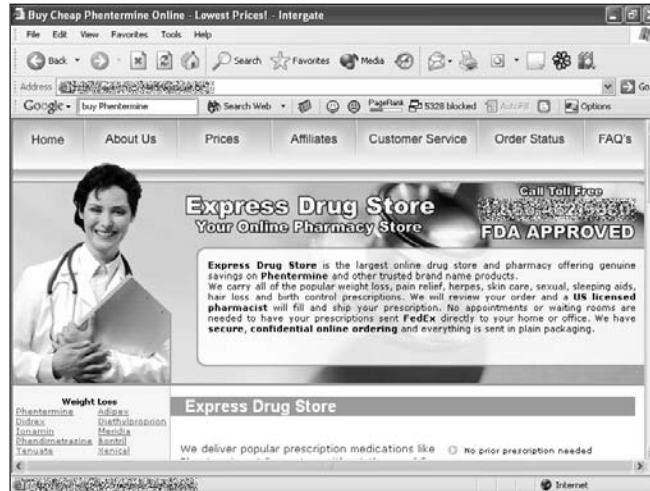 Buy Cheap Phentermine Online - Lowest Prices! - Intergate
File Edit View Favorites Tools Help
Back Search Favorites Media
Address Go
Google buy Phentermine Search Web PageRank 5328 blocked AutoFill Options
Home About Us Prices Affiliates Customer Service Order Status FAQ's
Call Toll Free
Express Drug Store
Your Online Pharmacy Store
FDA APPROVED
Express Drug Store is the largest online drug store and pharmacy offering genuine
savings on Phentermine and other trusted brand name products.
We carry all of the popular weight loss, pain relief, herpes, skin care, sexual, sleeping aids,
hair loss and birth control prescriptions. We will review your order and a US licensed
pharmacist will fill and ship your prescription. No appointments or waiting rooms are
needed to have your prescriptions sent FedEx directly to your home or office. We have
secure, confidential online ordering and everything is sent in plain packaging.
Weight Loss
Phentermine Adipex
Didrex Diethylproprion
Ionamin Meridia
Phendimetrazine Bontril
Tenuate Xenical
Express Drug Store
We deliver popular prescription medications like
No prior prescription needed
Internet